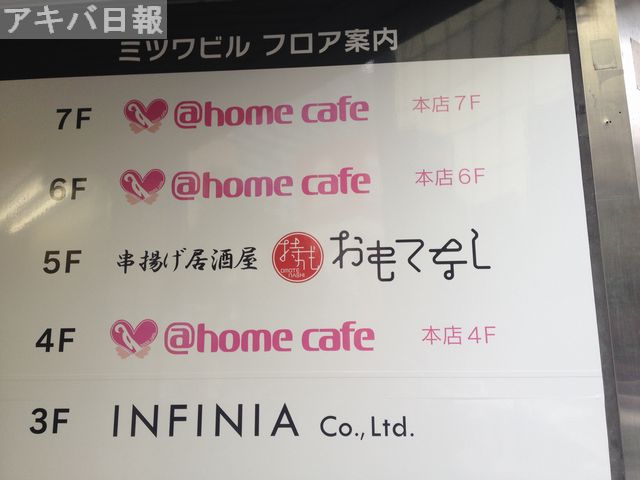 アキバ日報
ミツワビル フロア案内
7F @home cafe 本店7F
6F @home cafe 本店6F
5F 串揚げ居酒屋 OMOTE NASHI おもてなし
4F @home cafe 本店4F
3F INFINIA Co.,Ltd.